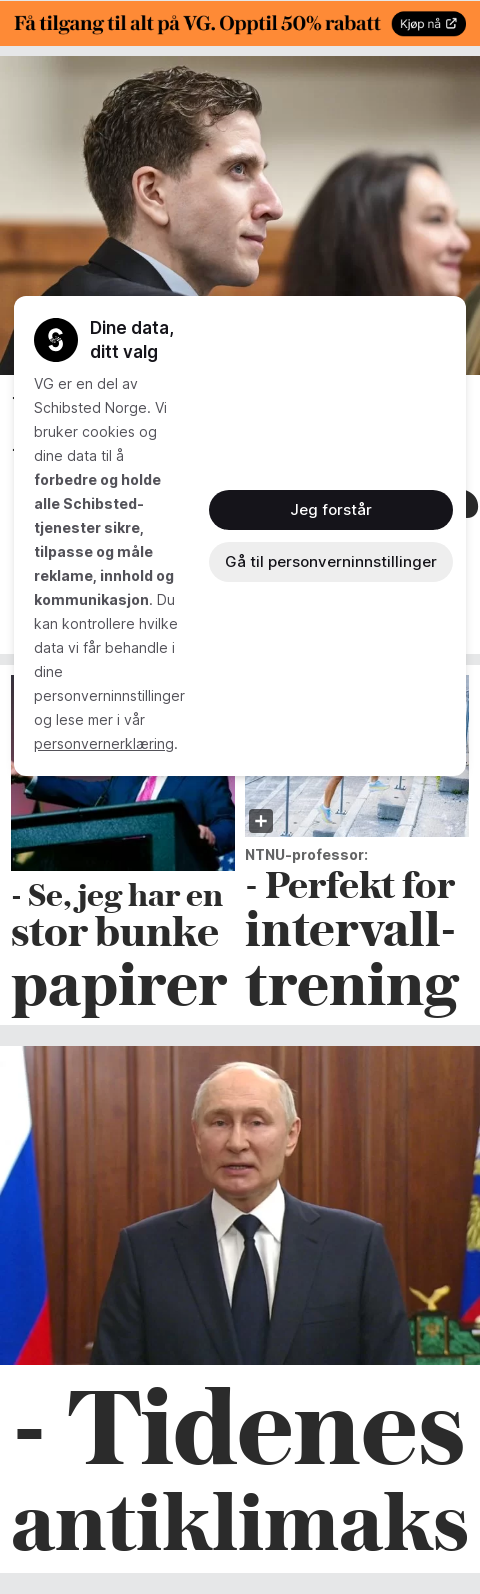 Få tilgang til alt på VG. Opptil 50% rabatt
Kjøp nå
Dine data,
ditt valg
VG er en del av
Schibsted Norge. Vi
bruker cookies og
dine data til å
forbedre og holde
alle Schibsted-
tjenester sikre,
tilpasse og måle
reklame, innhold og
kommunikasjon. Du
kan kontrollere hvilke
data vi får behandle i
dine
personverninnstillinger
og lese mer i vår
personvernerklæring.
Jeg forstår
Gå til personverninnstillinger
- Se, jeg har en
stor bunke
papirer
NTNU-professor:
- Perfekt for
intervall-
trening
- Tidenes
antiklimaks